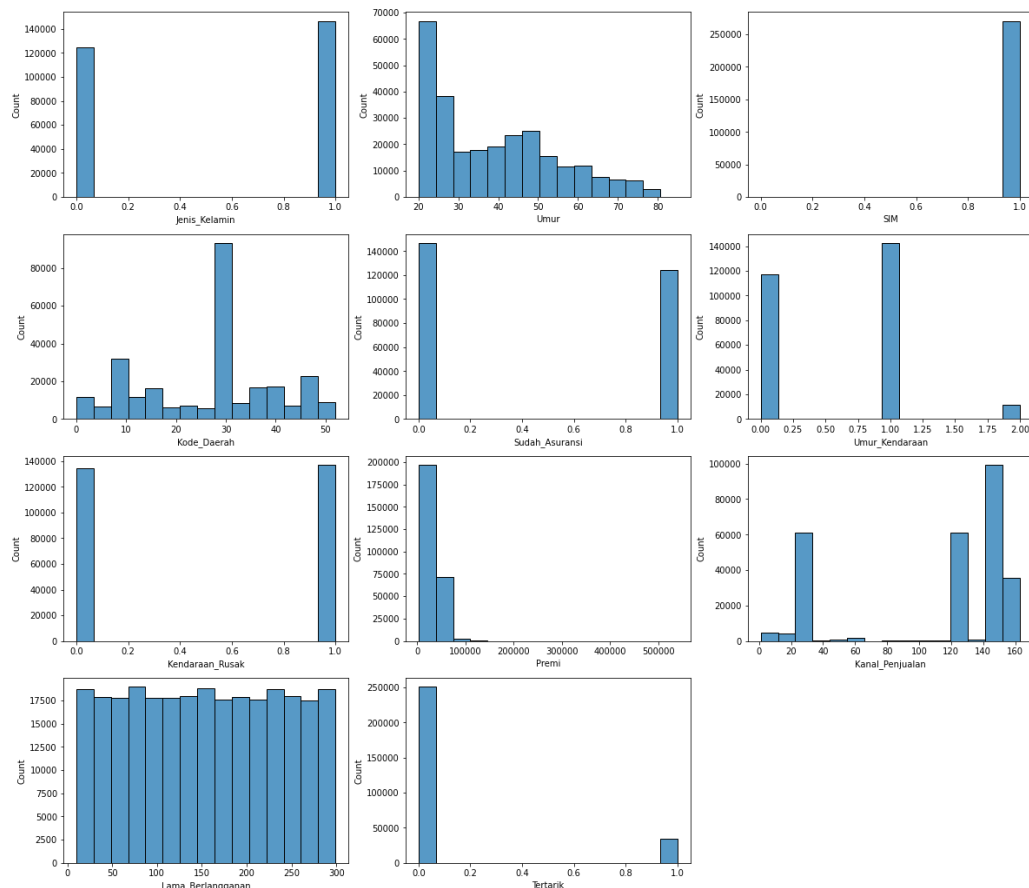 140000
120000
100000
80000
60000
40000
20000
0
Count
0.0 0.2 0.4 0.6 0.8 1.0
Jenis_Kelamin
70000
60000
50000
40000
30000
20000
10000
0
Count
20 30 40 50 60 70 80
Umur
250000
200000
150000
100000
50000
0
Count
0.0 0.2 0.4 0.6 0.8 1.0
SIM
80000
60000
40000
20000
0
Count
0 10 20 30 40 50
Kode_Daerah
140000
120000
100000
80000
60000
40000
20000
0
Count
0.0 0.2 0.4 0.6 0.8 1.0
Sudah_Asuransi
140000
120000
100000
80000
60000
40000
20000
0
Count
0.00 0.25 0.50 0.75 1.00 1.25 1.50 1.75 2.00
Umur_Kendaraan
140000
120000
100000
80000
60000
40000
20000
0
Count
0.0 0.2 0.4 0.6 0.8 1.0
Kendaraan_Rusak
200000
175000
150000
125000
100000
75000
50000
25000
0
Count
0 100000 200000 300000 400000 500000
Premi
100000
80000
60000
40000
20000
0
Count
0 20 40 60 80 100 120 140 160
Kanal_Penjualan
17500
15000
12500
10000
7500
5000
2500
0
Count
0 50 100 150 200 250 300
Lama_Berlangganan
250000
200000
150000
100000
50000
0
Count
0.0 0.2 0.4 0.6 0.8 1.0
Tertarik